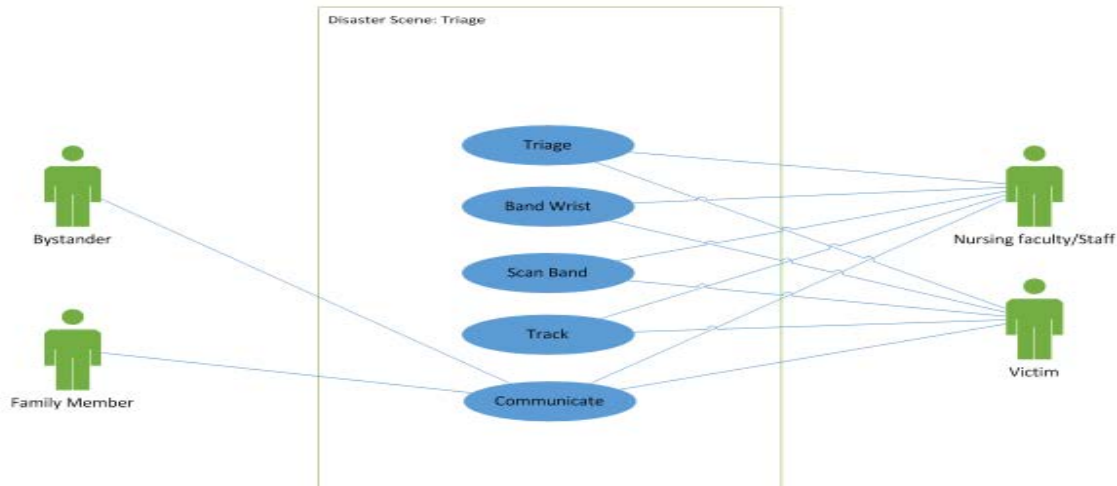 Disaster Scene: Triage
Triage
Band Wrist
Bystander
Nursing faculty/Staff
Scan Band
Track
Victim
Family Member
Communicate